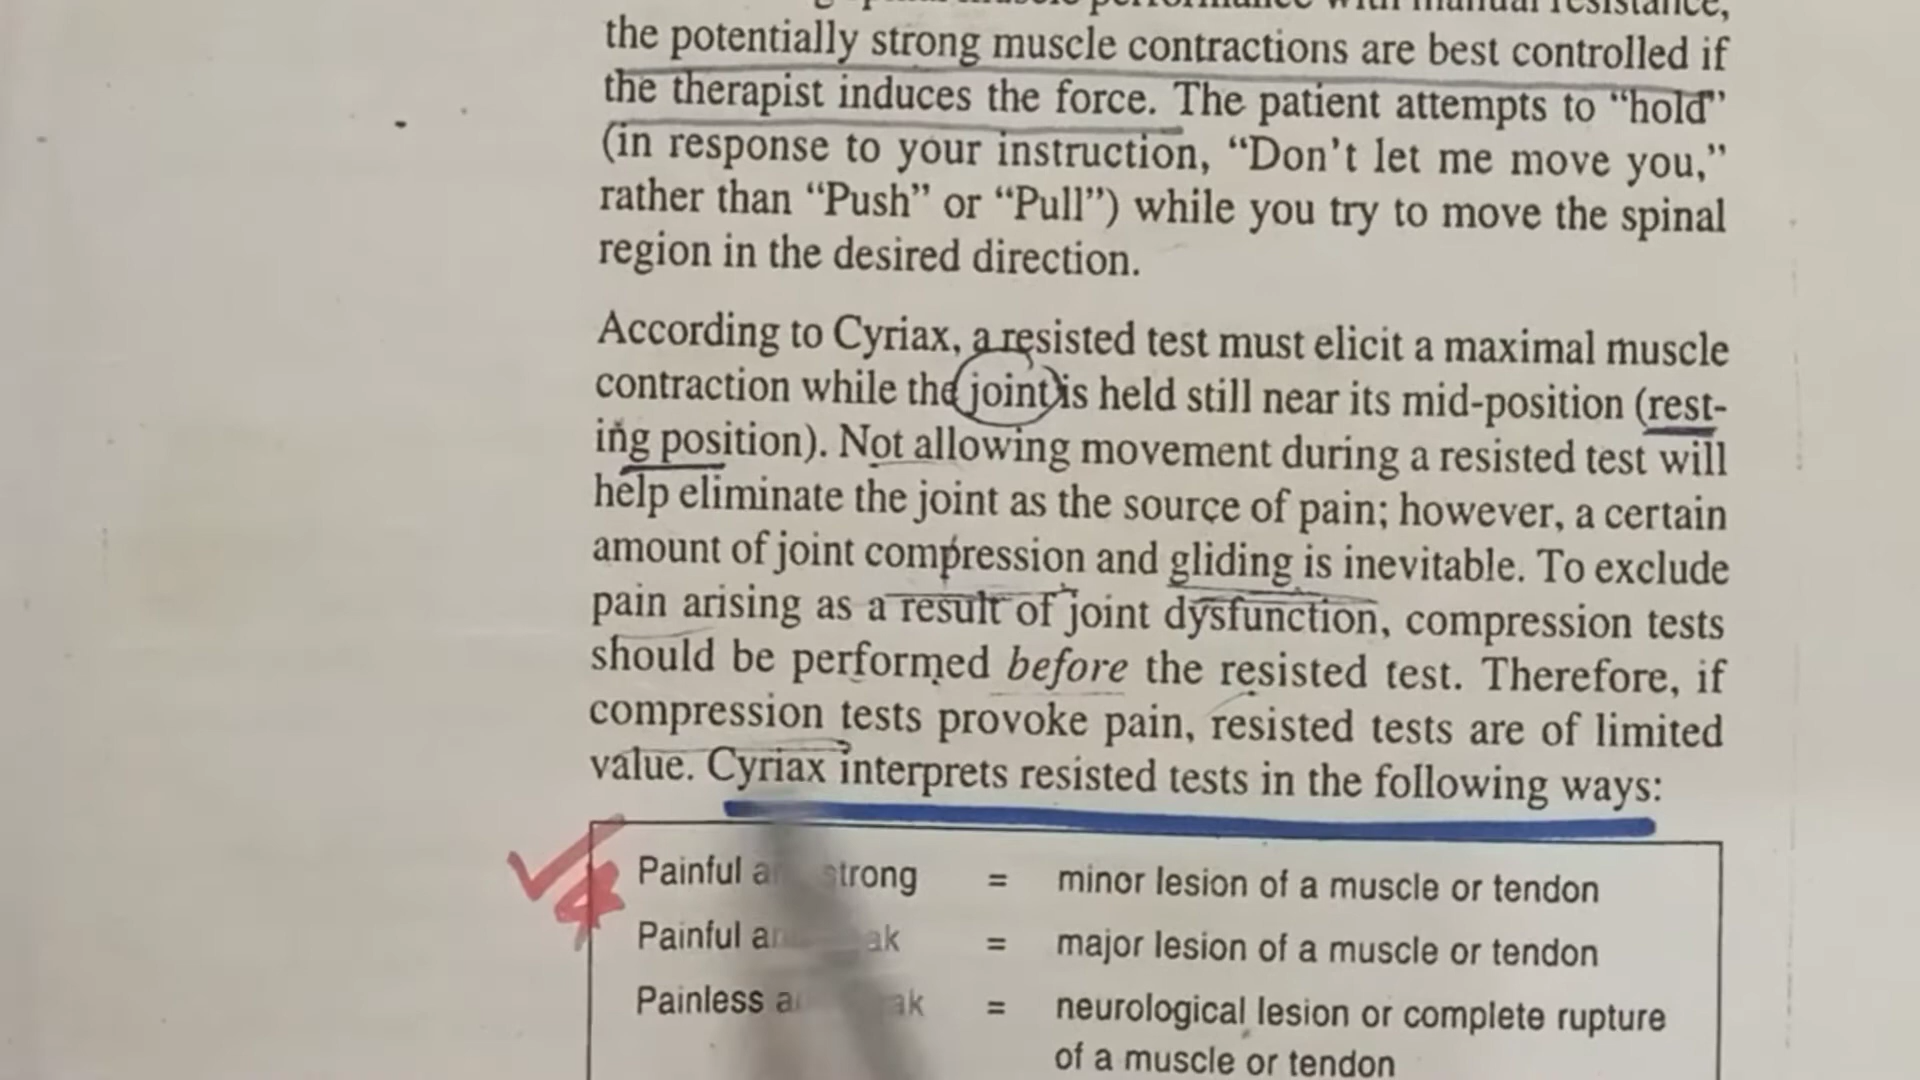 muscle performance with manual resistance,
the potentially strong muscle contractions are best controlled if
the therapist induces the force. The patient attempts to “hold”
(in response to your instruction, “Don’t let me move you,”
rather than “Push” or “Pull”) while you try to move the spinal
region in the desired direction.
According to Cyriax, a resisted test must elicit a maximal muscle
contraction while the joint is held still near its mid-position (rest-
ing position). Not allowing movement during a resisted test will
help eliminate the joint as the source of pain; however, a certain
amount of joint compression and gliding is inevitable. To exclude
pain arising as a result of joint dysfunction, compression tests
should be performed before the resisted test. Therefore, if
compression tests provoke pain, resisted tests are of limited
value. Cyriax interprets resisted tests in the following ways:
Painful strong = minor lesion of a muscle or tendon
Painful = major lesion of a muscle or tendon
Painless = neurological lesion or complete rupture
of a muscle or tendon